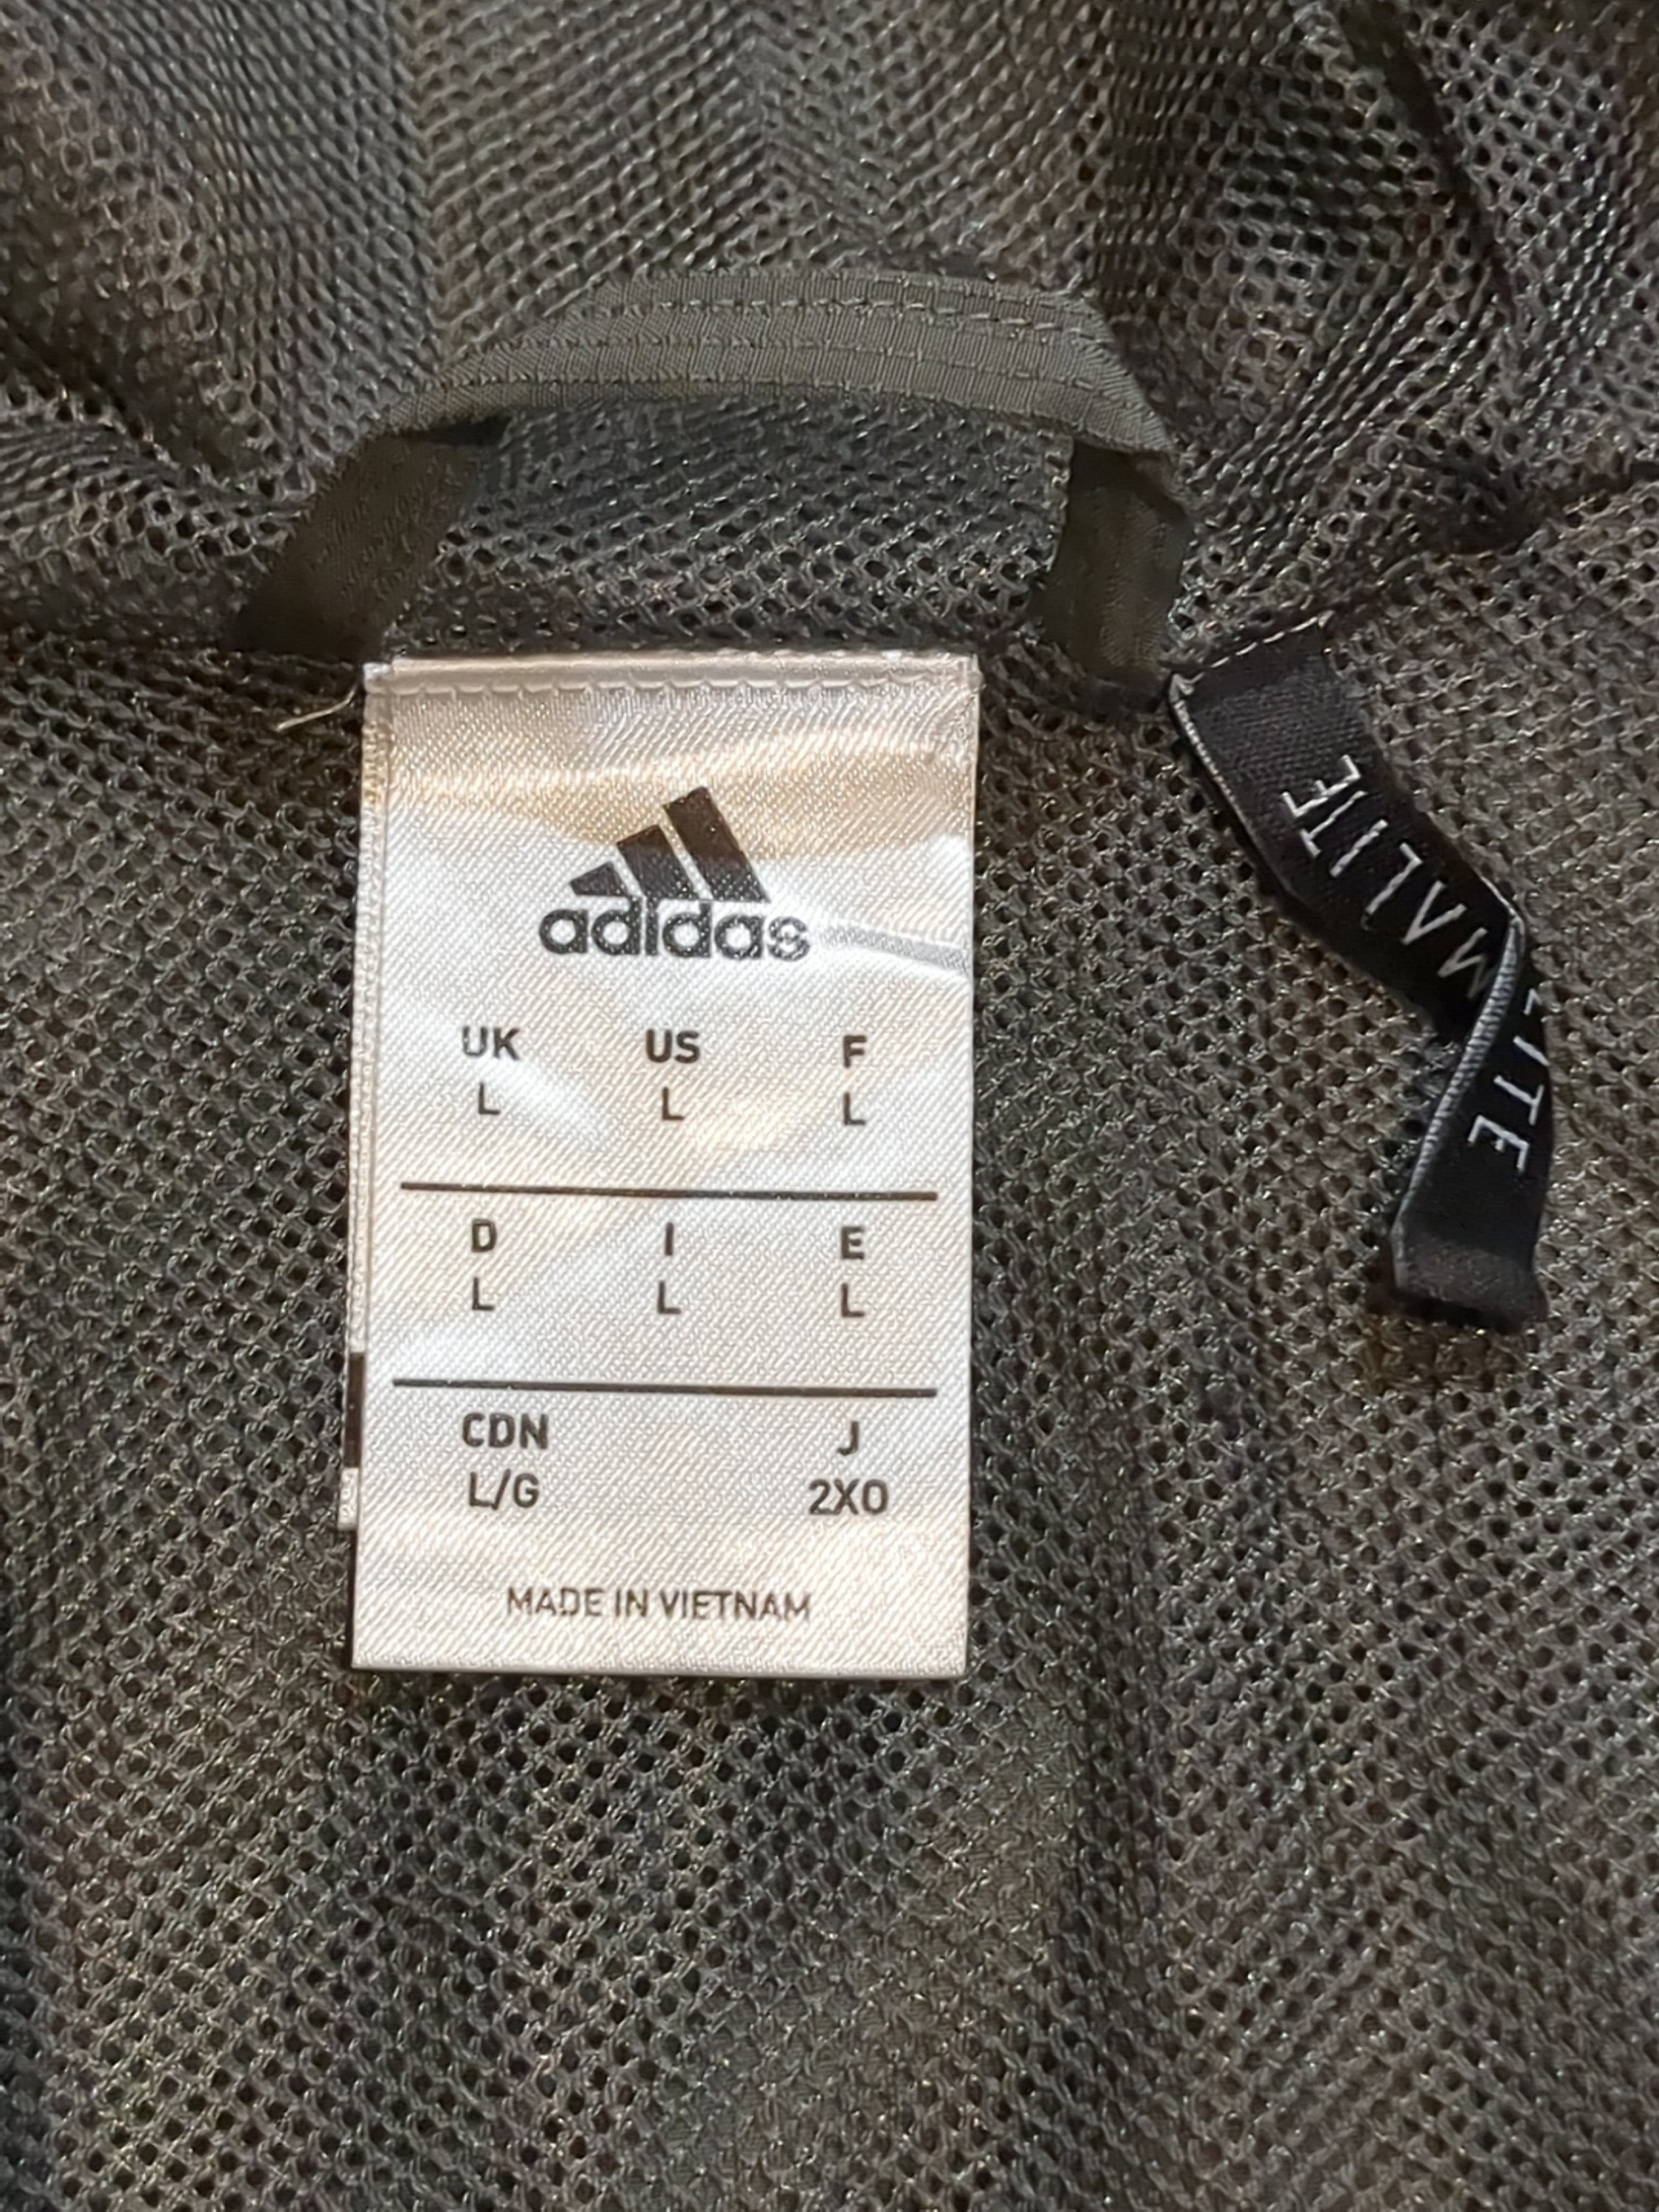 adidas
UK US F
L L L
D I E
L L L
CDN J
L/G 2XO
MADE IN VIETNAM